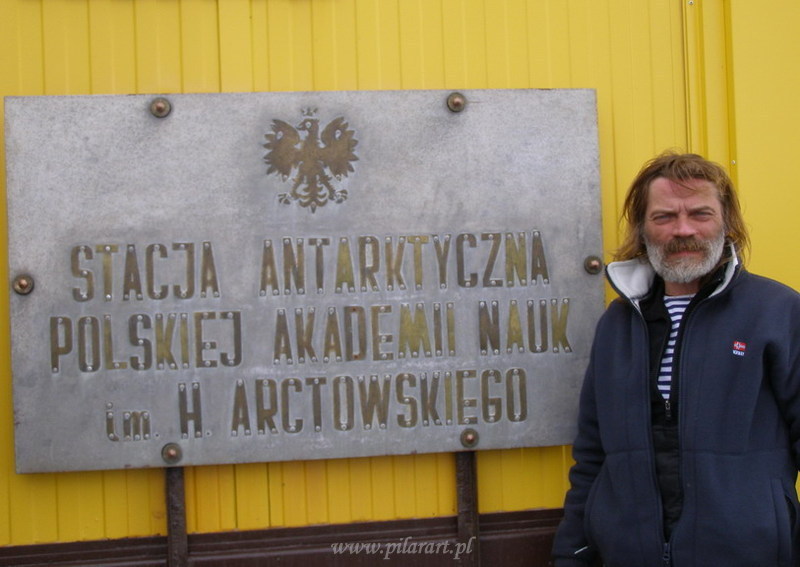 STACJA ANTARKTYCZNA
POLSKIEJ AKADEMII NAUK
im. H. ARCTOWSKIEGO
www.pilarart.pl